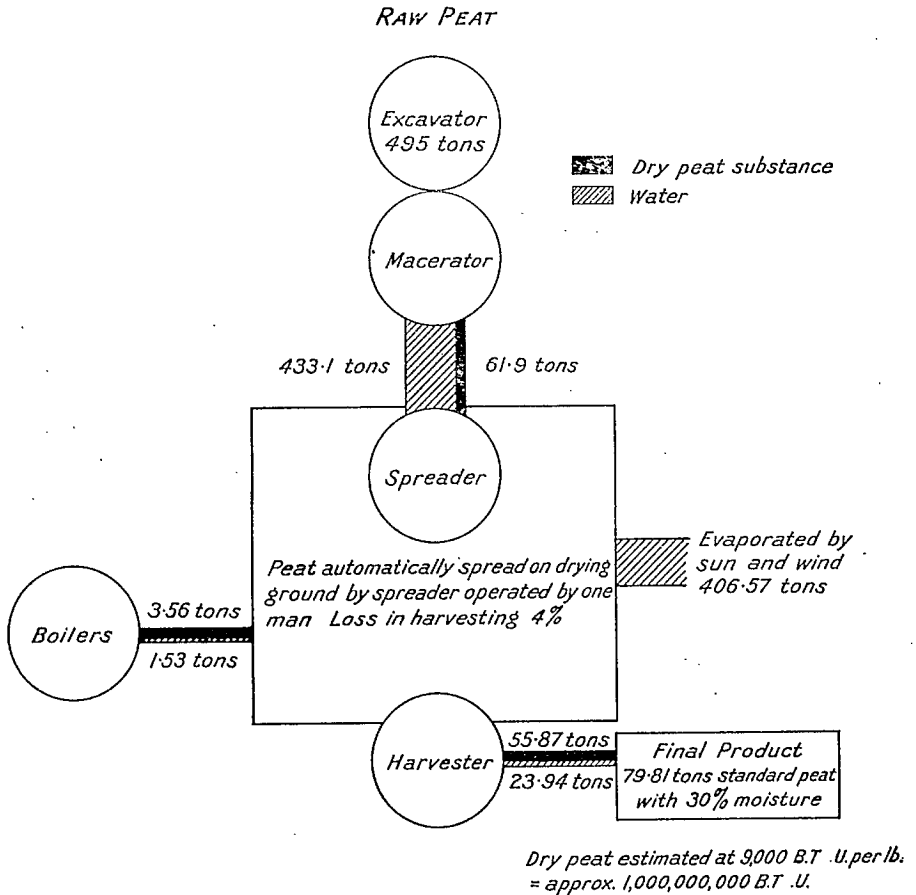 RAW PEAT
Excavator
495 tons
Dry peat substance
Water
Macerator
433·1 tons
61·9 tons
Spreader
Evaporated by
sun and wind
406·57 tons
Peat automatically spread on drying
ground by spreader operated by one
man Loss in harvesting 4%
3·56 tons
Boilers
1·53 tons
Harvester
55·87 tons
23·94 tons
Final Product
79·81 tons standard peat
with 30% moisture
Dry peat estimated at 9,000 B.T .U. per lb.
= approx. 1,000,000,000 B.T .U.